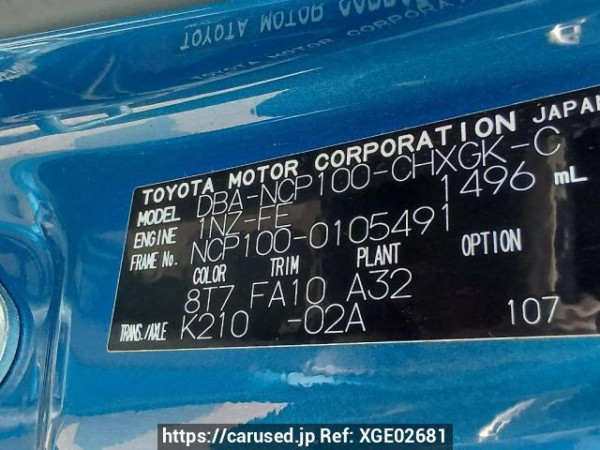 TOYOTA MOTOR CORPORATION JAPAN
MODEL DBA-NCP100-CHXGK-C
ENGINE 1NZ-FE 1496 mL
FRAME No. NCP100-0105491
COLOR TRIM PLANT OPTION
8T7 FA10 A32
TRANS./AXLE K210 -02A 107
https://carused.jp Ref: XGE02681